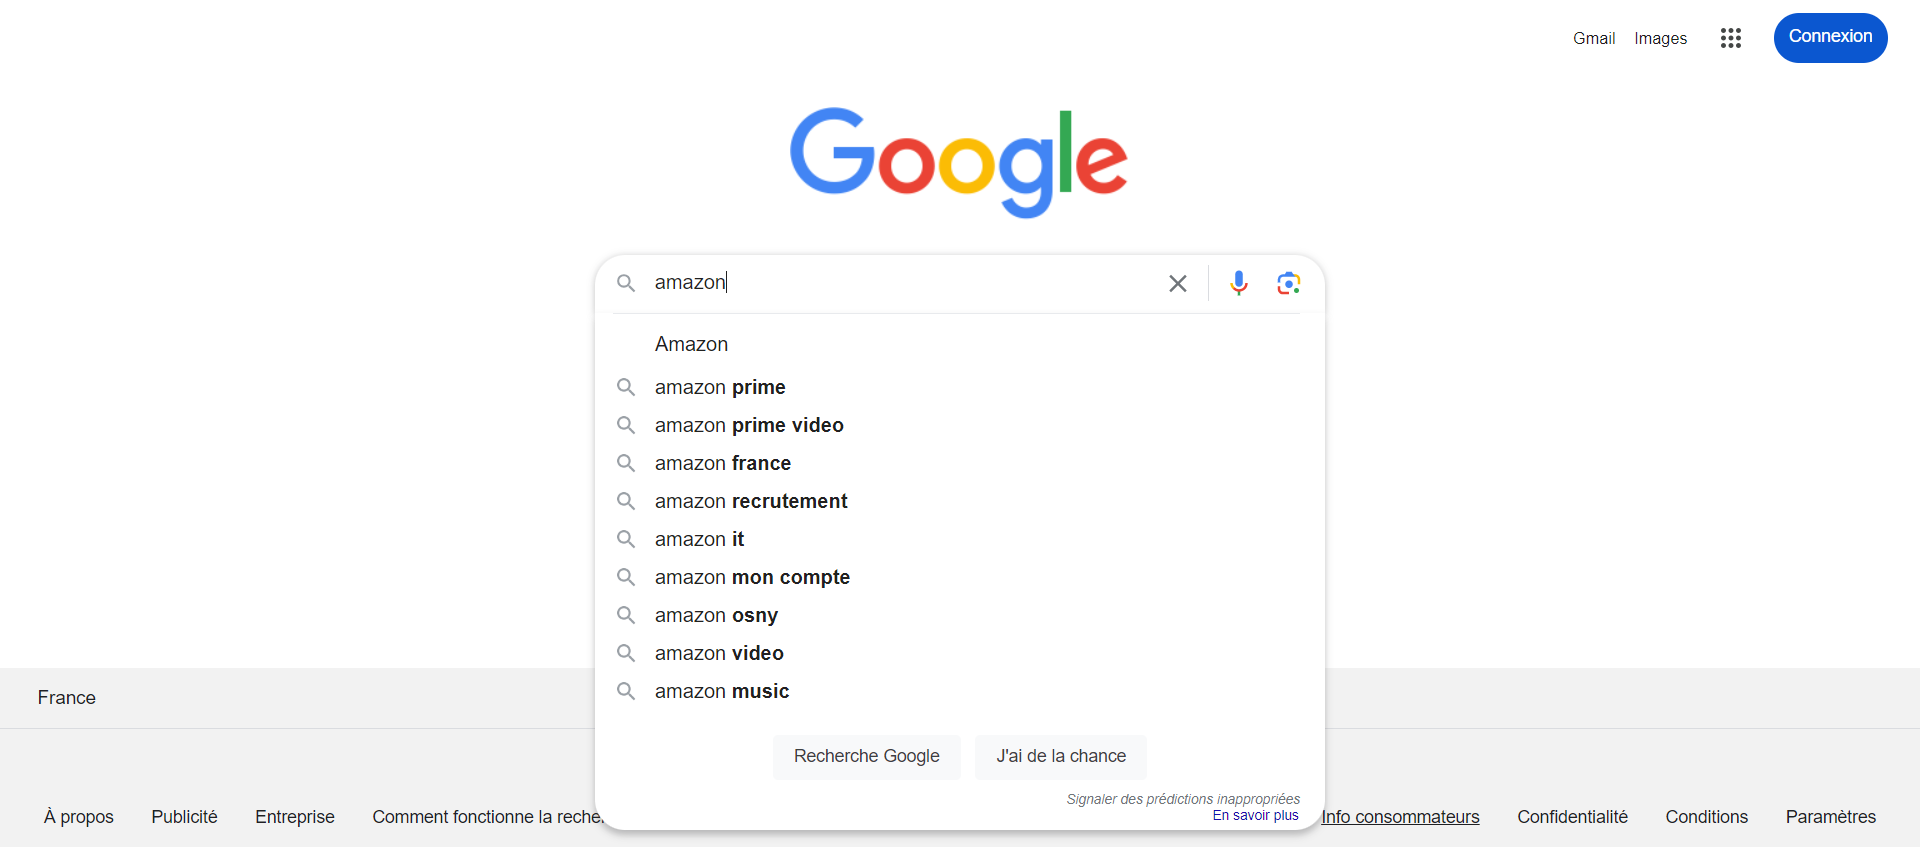 Gmail Images Connexion
Google
amazon
Amazon
amazon prime
amazon prime video
amazon france
amazon recrutement
amazon it
amazon mon compte
amazon osny
amazon video
amazon music
France
Recherche Google J'ai de la chance
Signaler des prédictions inappropriées
En savoir plus
À propos Publicité Entreprise Comment fonctionne la Info consommateurs Confidentialité Conditions Paramètres